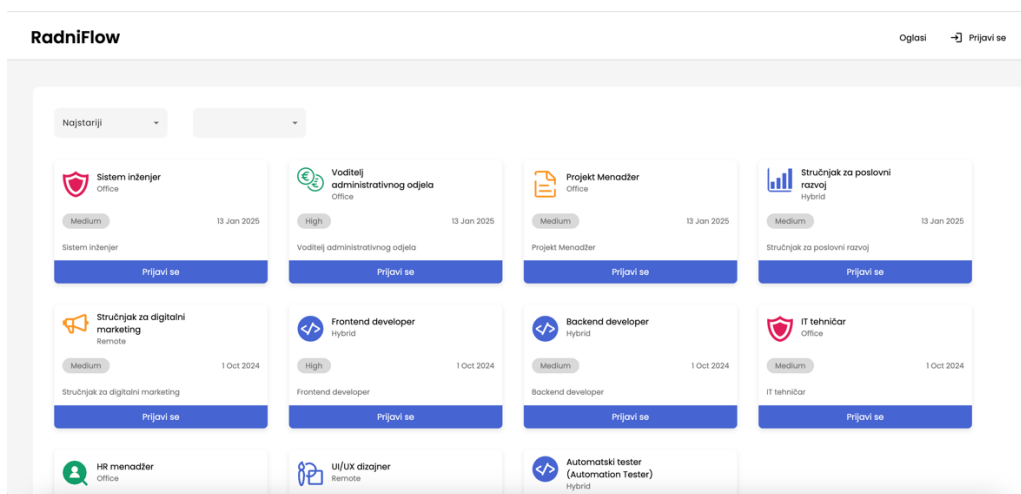 RadniFlow
Oglasi
Prijavi se
Najstariji
Sistem inženjer
Office
Medium
13 Jan 2025
Sistem inženjer
Prijavi se
Voditelj
administrativnog odjela
Office
High
13 Jan 2025
Voditelj administrativnog odjela
Prijavi se
Projekt Menadžer
Office
Medium
13 Jan 2025
Projekt Menadžer
Prijavi se
Stručnjak za poslovni
razvoj
Hybrid
Medium
13 Jan 2025
Stručnjak za poslovni razvoj
Prijavi se
Stručnjak za digitalni
marketing
Remote
Medium
1 Oct 2024
Stručnjak za digitalni marketing
Prijavi se
Frontend developer
Hybrid
High
1 Oct 2024
Frontend developer
Prijavi se
Backend developer
Hybrid
Medium
1 Oct 2024
Backend developer
Prijavi se
IT tehničar
Office
Medium
1 Oct 2024
IT tehničar
Prijavi se
HR menadžer
Office
UI/UX dizajner
Remote
Automatski tester
(Automation Tester)
Hybrid